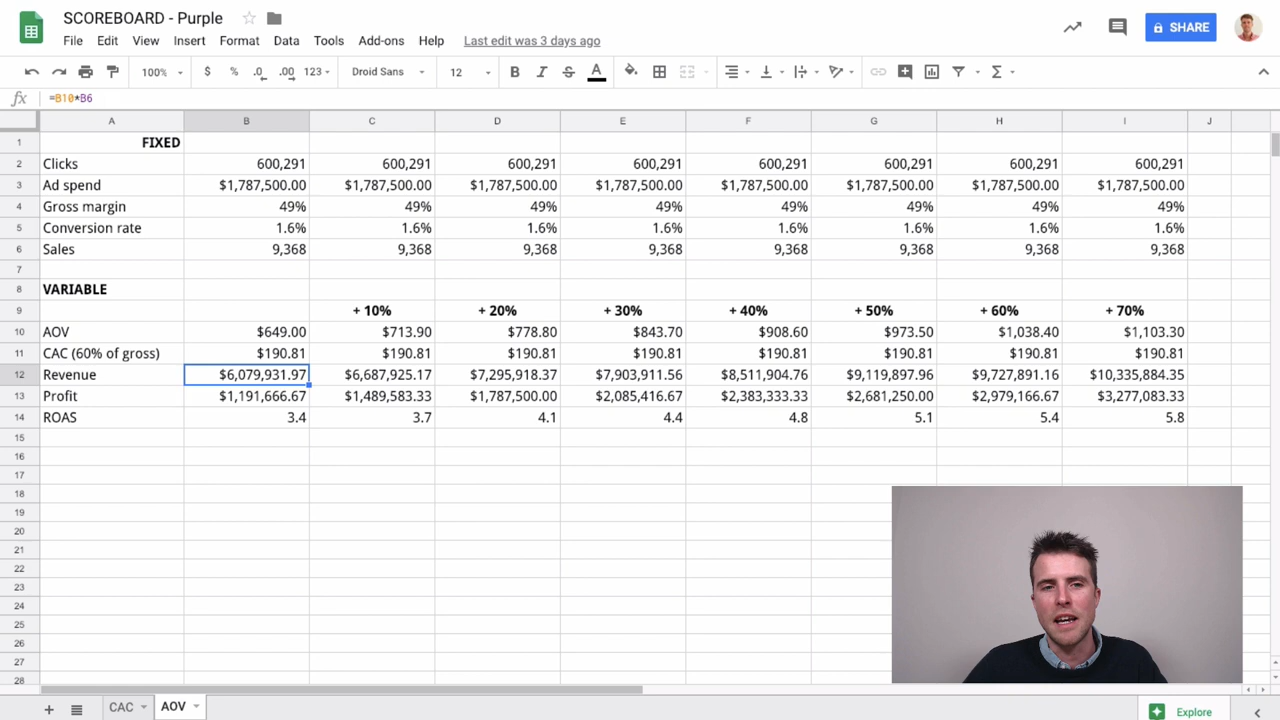 SCOREBOARD - Purple
File Edit View Insert Format Data Tools Add-ons Help Last edit was 3 days ago
SHARE
100% $ % .0 .00 123 Droid Sans 12 B I S A Σ
fx =B10*B6
A B C D E F G H I J
1 FIXED
2 Clicks 600,291 600,291 600,291 600,291 600,291 600,291 600,291 600,291
3 Ad spend $1,787,500.00 $1,787,500.00 $1,787,500.00 $1,787,500.00 $1,787,500.00 $1,787,500.00 $1,787,500.00 $1,787,500.00
4 Gross margin 49% 49% 49% 49% 49% 49% 49% 49%
5 Conversion rate 1.6% 1.6% 1.6% 1.6% 1.6% 1.6% 1.6% 1.6%
6 Sales 9,368 9,368 9,368 9,368 9,368 9,368 9,368 9,368
7
8 VARIABLE
9 + 10% + 20% + 30% + 40% + 50% + 60% + 70%
10 AOV $649.00 $713.90 $778.80 $843.70 $908.60 $973.50 $1,038.40 $1,103.30
11 CAC (60% of gross) $190.81 $190.81 $190.81 $190.81 $190.81 $190.81 $190.81 $190.81
12 Revenue $6,079,931.97 $6,687,925.17 $7,295,918.37 $7,903,911.56 $8,511,904.76 $9,119,897.96 $9,727,891.16 $10,335,884.35
13 Profit $1,191,666.67 $1,489,583.33 $1,787,500.00 $2,085,416.67 $2,383,333.33 $2,681,250.00 $2,979,166.67 $3,277,083.33
14 ROAS 3.4 3.7 4.1 4.4 4.8 5.1 5.4 5.8
15
16
17
18
19
20
21
22
23
24
25
26
27
28
CAC AOV Explore